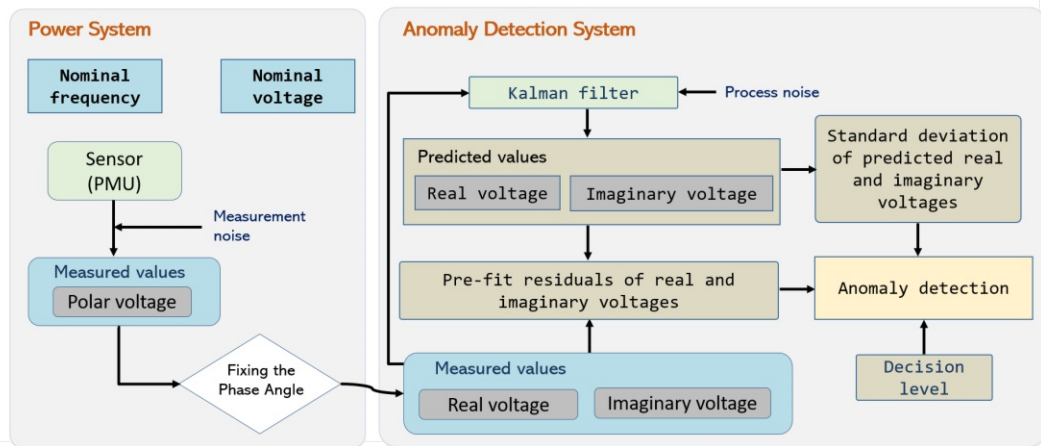 Power System
Nominal
frequency
Nominal
voltage
Sensor
(PMU)
Measurement
noise
Measured values
Polar voltage
Fixing the
Phase Angle
Anomaly Detection System
Kalman filter
Process noise
Predicted values
Real voltage
Imaginary voltage
Standard deviation
of predicted real
and imaginary
voltages
Pre-fit residuals of real and
imaginary voltages
Anomaly detection
Measured values
Real voltage
Imaginary voltage
Decision
level